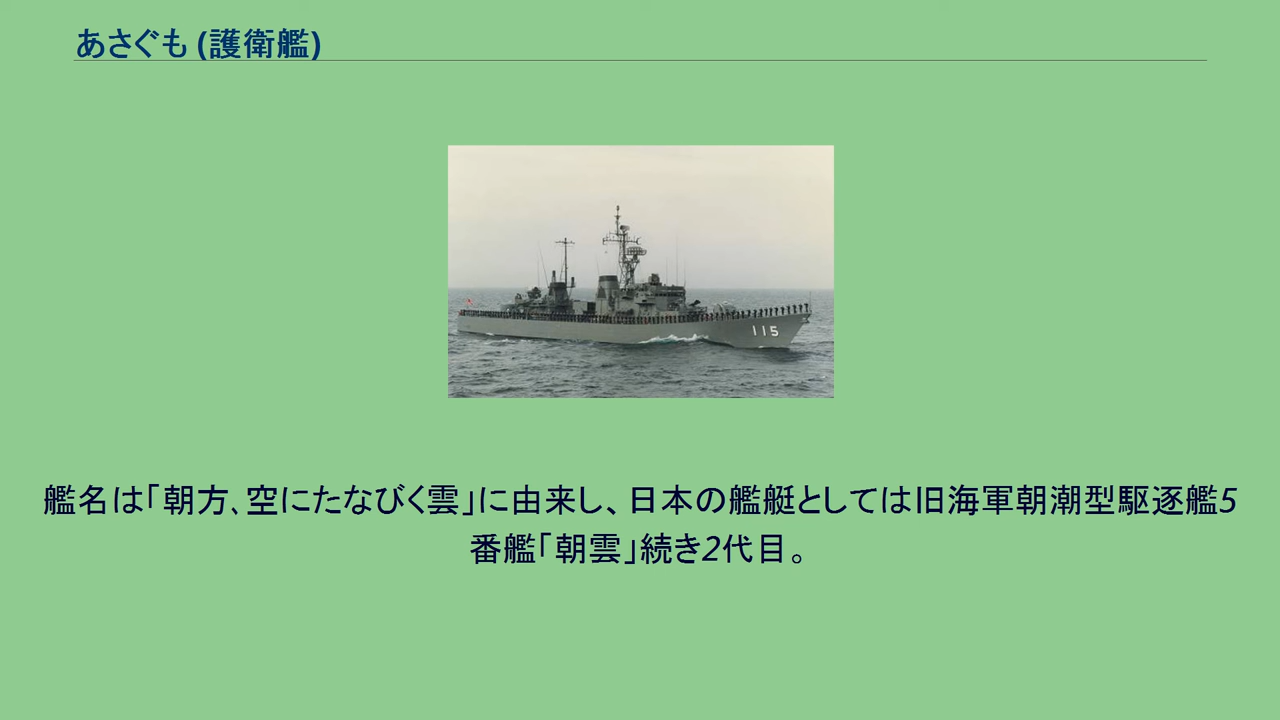 あさぐも (護衛艦)
115
艦名は「朝方、空にたなびく雲」に由来し、日本の艦艇としては旧海軍朝潮型駆逐艦5
番艦「朝雲」続き2代目。